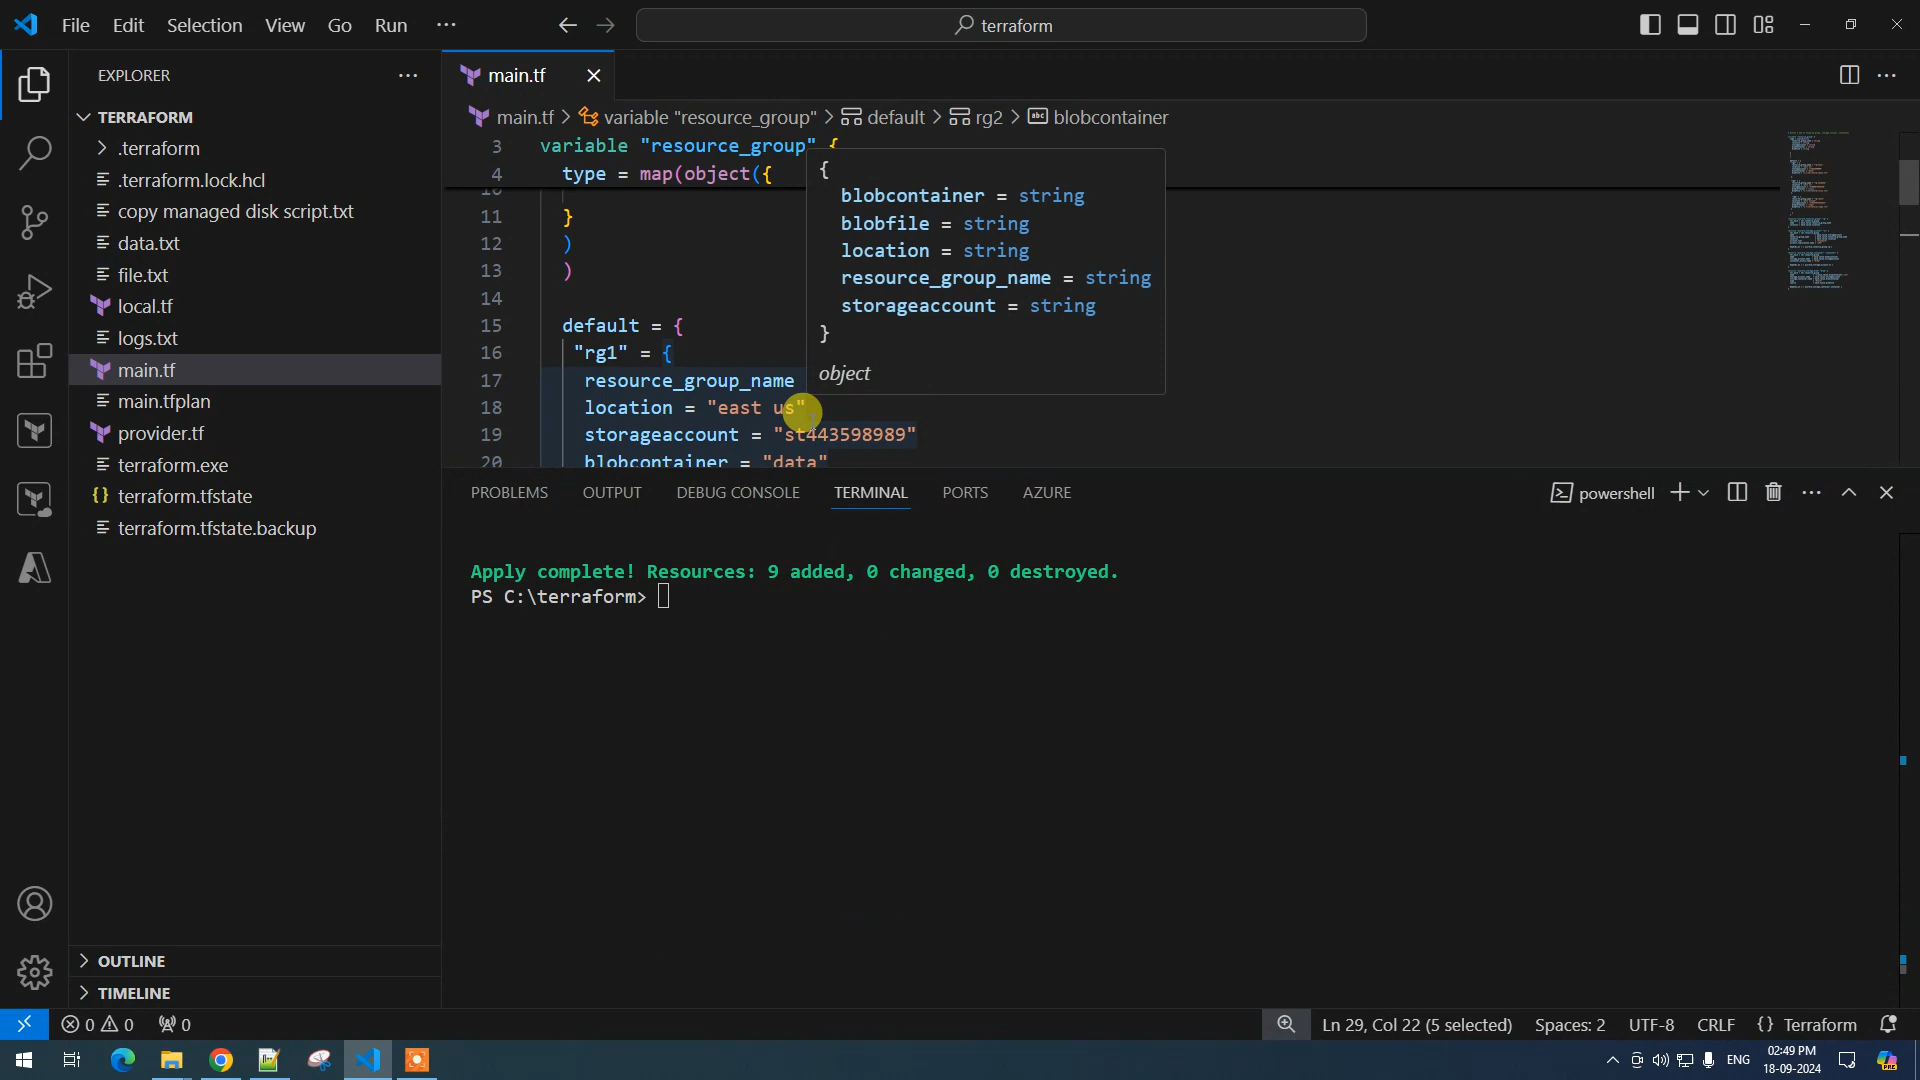 File Edit Selection View Go Run ···
terraform
EXPLORER
TERRAFORM
.terraform
.terraform.lock.hcl
copy managed disk script.txt
data.txt
file.txt
local.tf
logs.txt
main.tf
main.tfplan
provider.tf
terraform.exe
terraform.tfstate
terraform.tfstate.backup
OUTLINE
TIMELINE
main.tf
main.tf > variable "resource_group" > default > rg2 > blobcontainer
3 variable "resource_group" {
4 type = map(object({
10
11 }
12 )
13 )
14
15 default = {
16 "rg1" = {
17 resource_group_name
18 location = "east us"
19 storageaccount = "st443598989"
20 blobcontainer = "data"
{
blobcontainer = string
blobfile = string
location = string
resource_group_name = string
storageaccount = string
}
object
PROBLEMS OUTPUT DEBUG CONSOLE TERMINAL PORTS AZURE
powershell
Apply complete! Resources: 9 added, 0 changed, 0 destroyed.
PS C:\terraform>
0 0 0
Ln 29, Col 22 (5 selected) Spaces: 2 UTF-8 CRLF {} Terraform
ENG
02:49 PM
18-09-2024